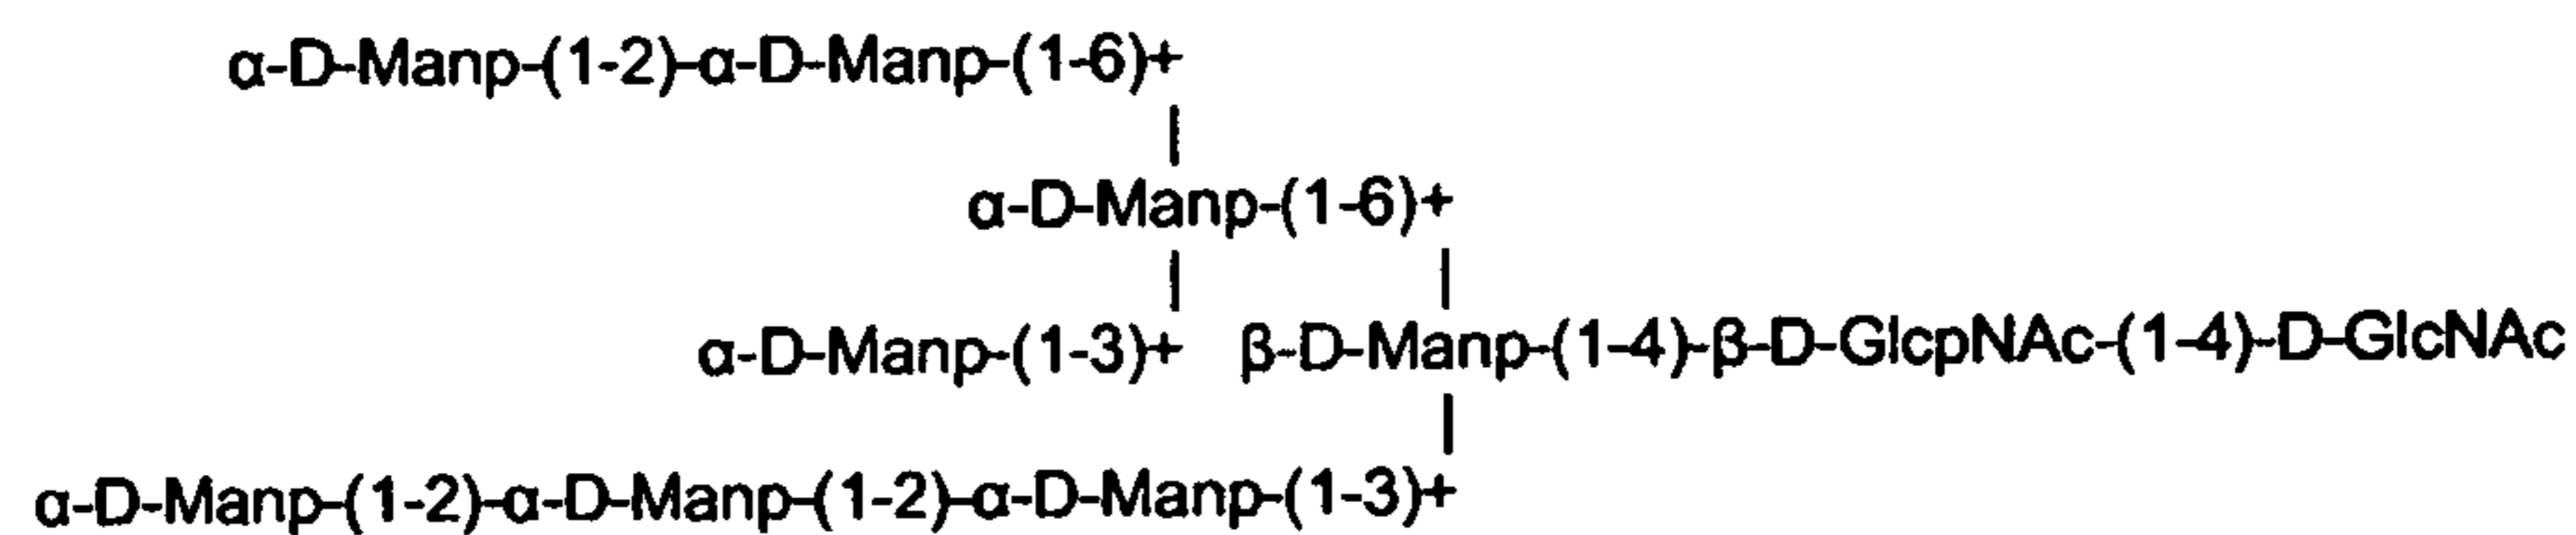 α-D-Manp-(1-2)-α-D-Manp-(1-6)+
|
α-D-Manp-(1-6)+
| |
α-D-Manp-(1-3)+ β-D-Manp-(1-4)-β-D-GlcpNAc-(1-4)-D-GlcNAc
|
α-D-Manp-(1-2)-α-D-Manp-(1-2)-α-D-Manp-(1-3)+